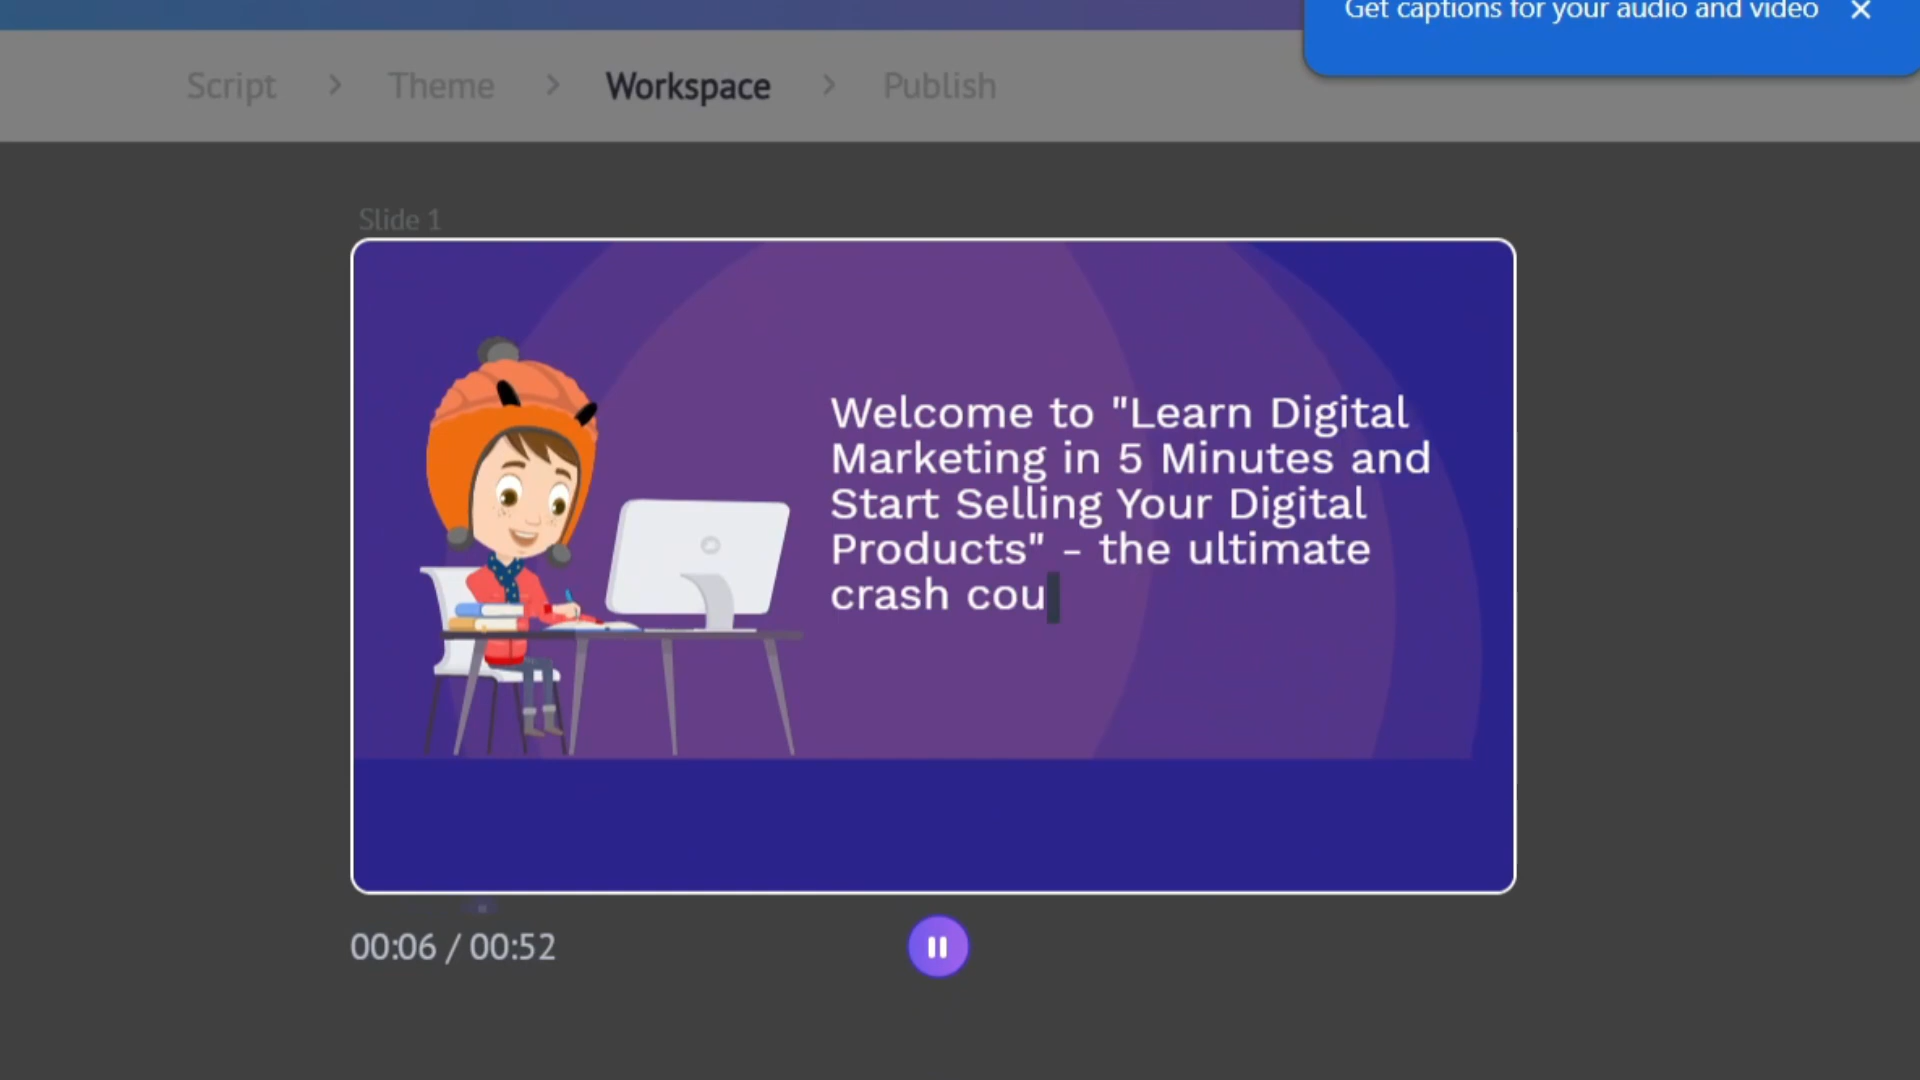 Get captions for your audio and video
Script > Theme > Workspace > Publish
Slide 1
Welcome to "Learn Digital
Marketing in 5 Minutes and
Start Selling Your Digital
Products" - the ultimate
crash cou
00:06 / 00:52